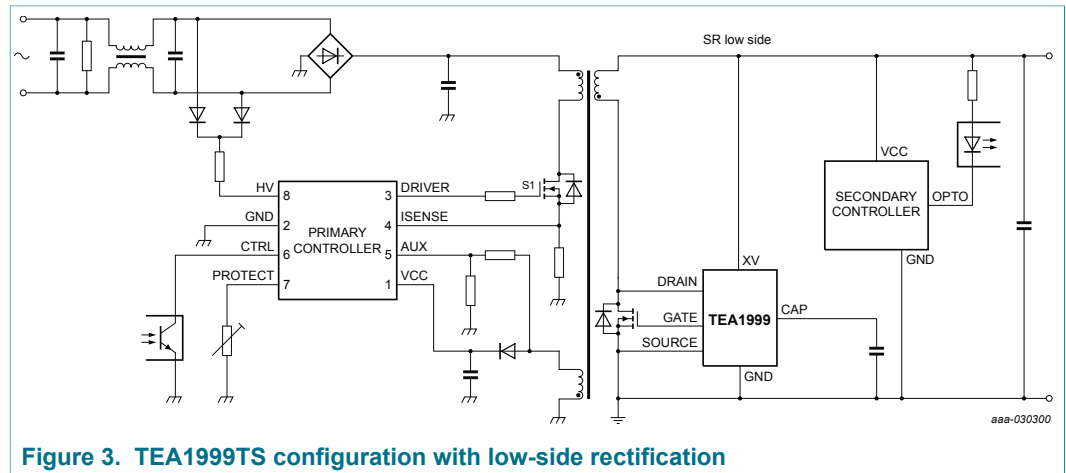 SR low side
VCC
SECONDARY
CONTROLLER
OPTO
GND
HV
8
GND
2
CTRL
6
PROTECT
7
PRIMARY
CONTROLLER
3
DRIVER
4
ISENSE
5
AUX
1
VCC
S1
XV
DRAIN
GATE
SOURCE
TEA1999
CAP
GND
aaa-030300
Figure 3. TEA1999TS configuration with low-side rectification